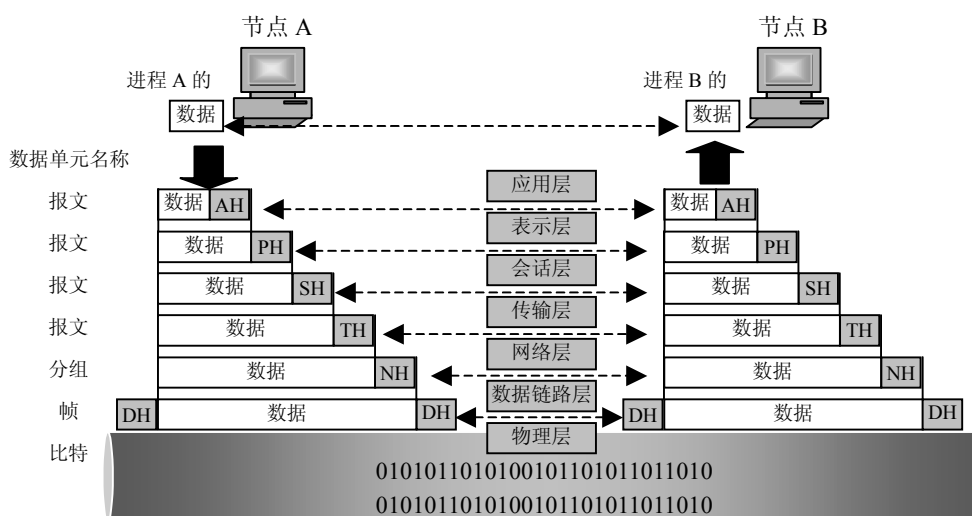 节点 A 节点 B
进程 A 的 进程 B 的
数据 数据
数据单元名称
应用层
报文 数据 AH 数据 AH
表示层
报文 数据 PH 数据 PH
会话层
报文 数据 SH 数据 SH
传输层
报文 数据 TH 数据 TH
网络层
分组 数据 NH 数据 NH
数据链路层
帧 DH 数据 DH DH 数据 DH
物理层
比特
0101011010100101101011011010
0101011010100101101011011010